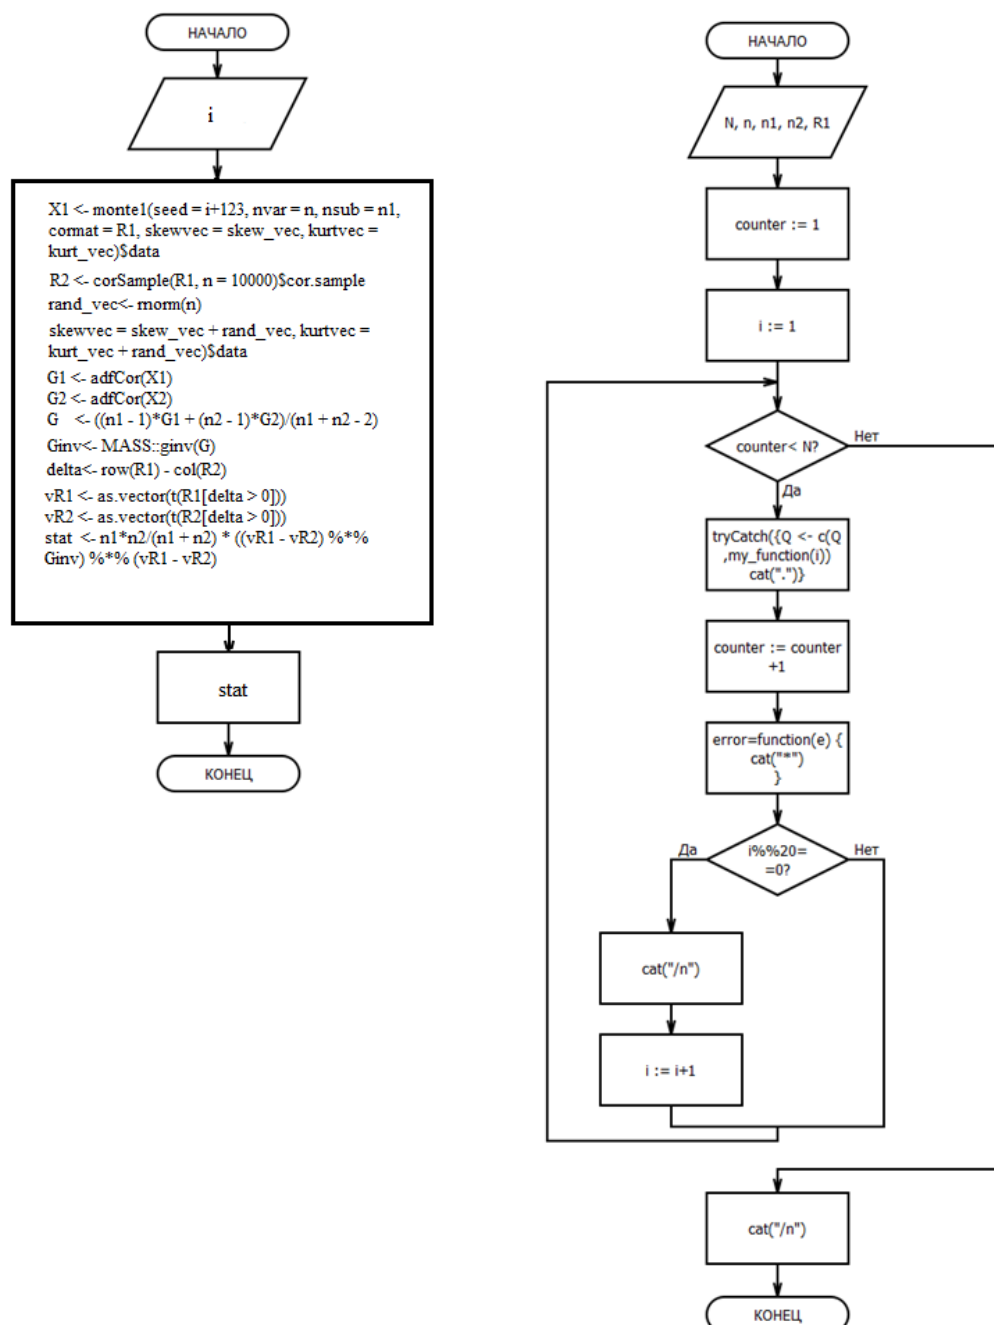 НАЧАЛО
i
X1 <- monte1(seed = i+123, nvar = n, nsub = n1,
cormat = R1, skewvec = skew_vec, kurtvec =
kurt_vec)$data
R2 <- corSample(R1, n = 10000)$cor.sample
rand_vec<- rnorm(n)
skewvec = skew_vec + rand_vec, kurtvec =
kurt_vec + rand_vec)$data
G1 <- adfCor(X1)
G2 <- adfCor(X2)
G <- ((n1 - 1)*G1 + (n2 - 1)*G2)/(n1 + n2 - 2)
Ginv<- MASS::ginv(G)
delta<- row(R1) - col(R2)
vR1 <- as.vector(t(R1[delta > 0]))
vR2 <- as.vector(t(R2[delta > 0]))
stat <- n1*n2/(n1 + n2) * ((vR1 - vR2) %*%
Ginv) %*% (vR1 - vR2)
stat
КОНЕЦ
НАЧАЛО
N, n, n1, n2, R1
counter := 1
i := 1
counter< N?
Нет
Да
tryCatch({Q <- c(Q
,my_function(i))
cat(".")}
counter := counter
+1
error=function(e) {
cat("*")
}
i%%20=
=0?
Да
Нет
cat("/n")
i := i+1
cat("/n")
КОНЕЦ